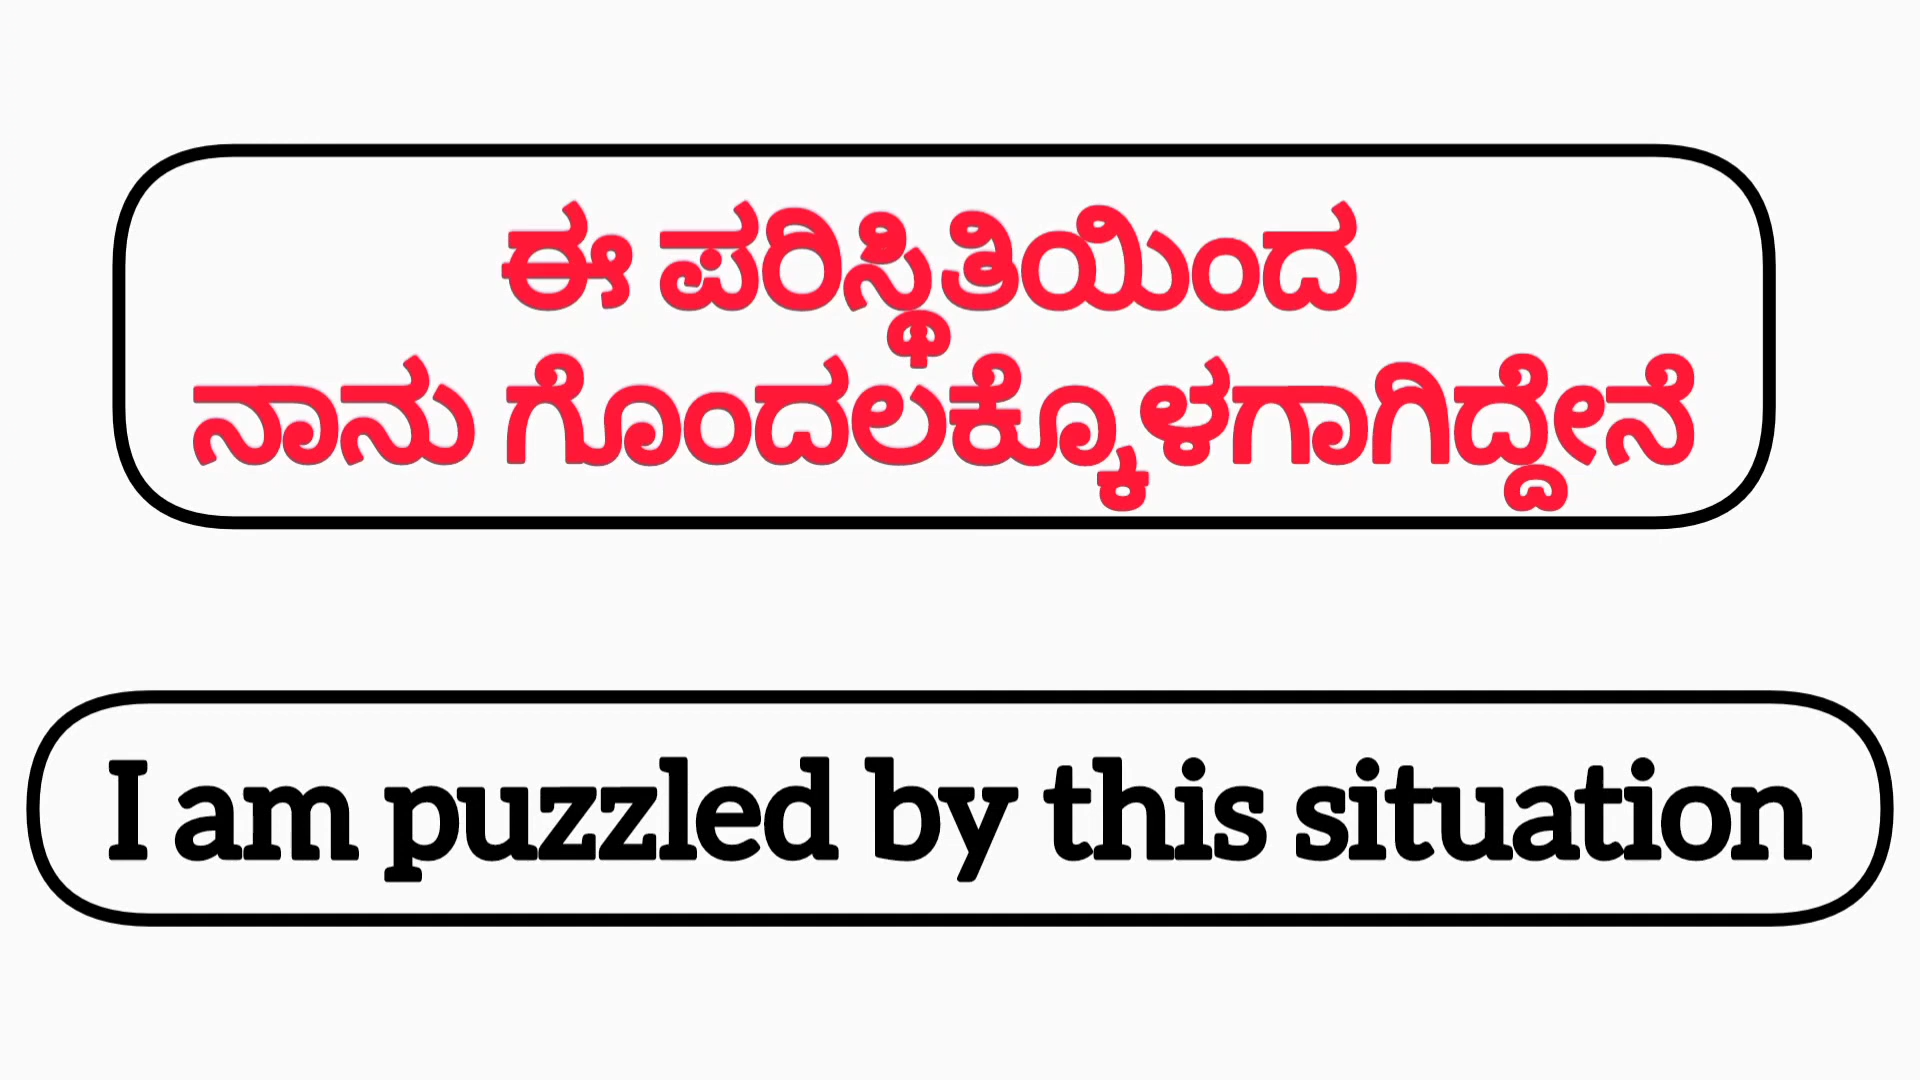 ಈ ಪರಿಸ್ಥಿತಿಯಿಂದ
ನಾನು ಗೊಂದಲಕ್ಕೊಳಗಾಗಿದ್ದೇನೆ
I am puzzled by this situation